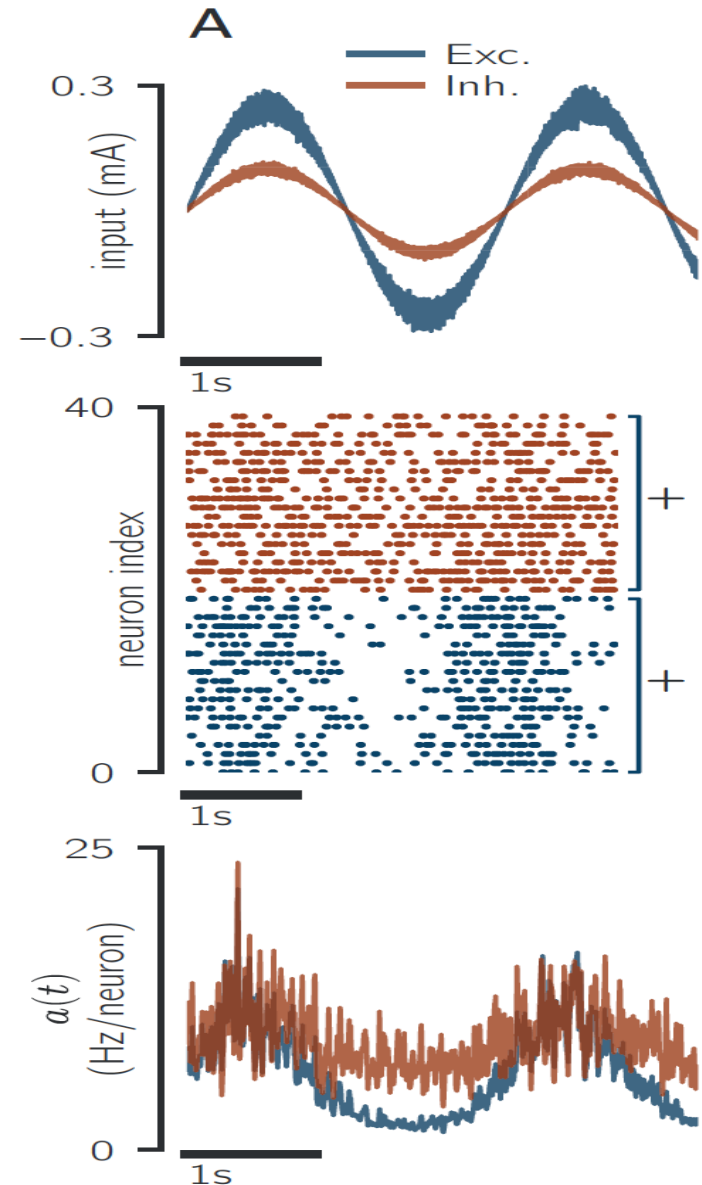 A
Exc.
Inh.
0.3
input (mA)
−0.3
1s
40
neuron index
+
+
0
1s
25
a(t)
(Hz/neuron)
0
1s